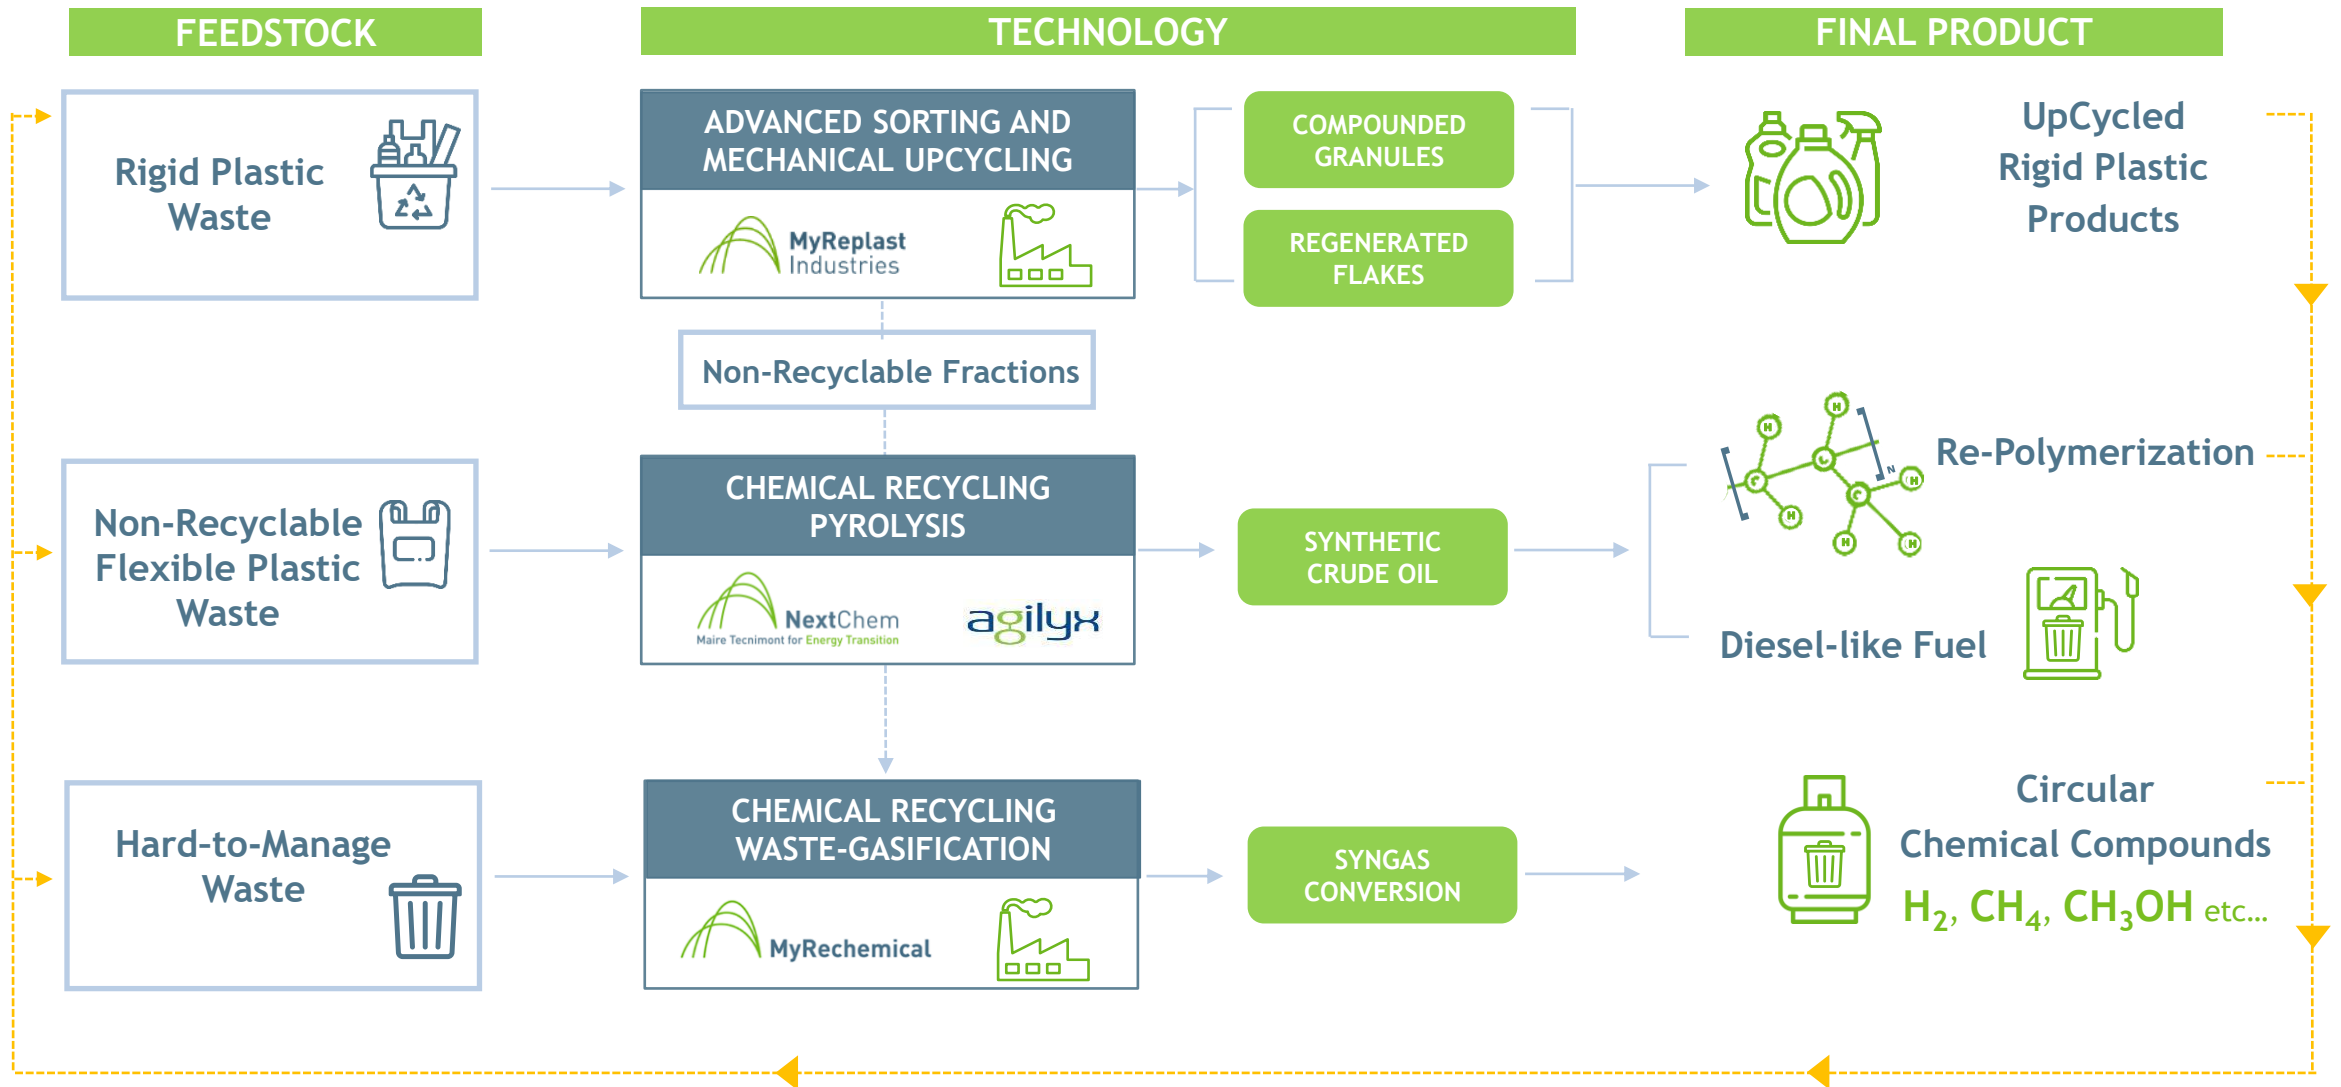 FEEDSTOCK
TECHNOLOGY
FINAL PRODUCT
Rigid Plastic
Waste
ADVANCED SORTING AND
MECHANICAL UPCYCLING
MyReplast
Industries
COMPOUNDED
GRANULES
REGENERATED
FLAKES
UpCycled
Rigid Plastic
Products
Non-Recyclable Fractions
Non-Recyclable
Flexible Plastic
Waste
CHEMICAL RECYCLING
PYROLYSIS
NextChem
Maire Tecnimont for Energy Transition
agilyx
SYNTHETIC
CRUDE OIL
H
H
C
C
N
C
H
H
H
H
Re-Polymerization
Diesel-like Fuel
Hard-to-Manage
Waste
CHEMICAL RECYCLING
WASTE-GASIFICATION
MyRechemical
SYNGAS
CONVERSION
Circular
Chemical Compounds
H₂, CH₄, CH₃OH etc…